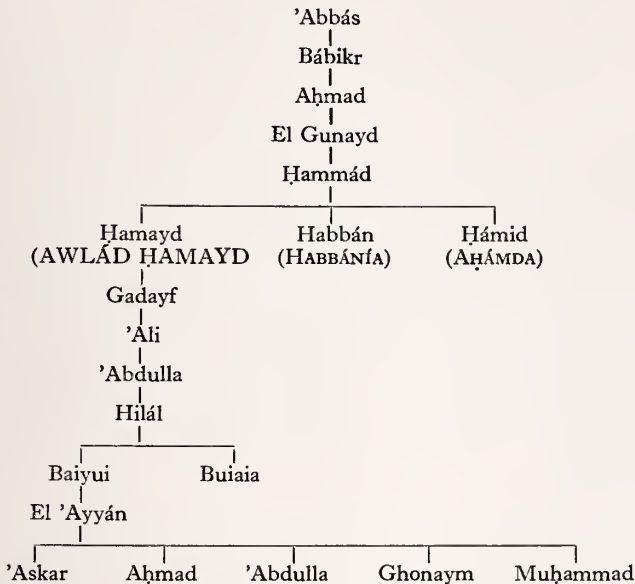 'Abbás
Bábikr
Aḥmad
El Gunayd
Ḥammád
Ḥamayd Habbán Ḥámid
(AWLÁD ḤAMAYD (HABBÁNÍA) (AḤÁMDA)
Gadayf
'Ali
'Abdulla
Hilál
Baiyui Buiaia
El 'Ayyán
'Askar Aḥmad 'Abdulla Ghonaym Muḥammad